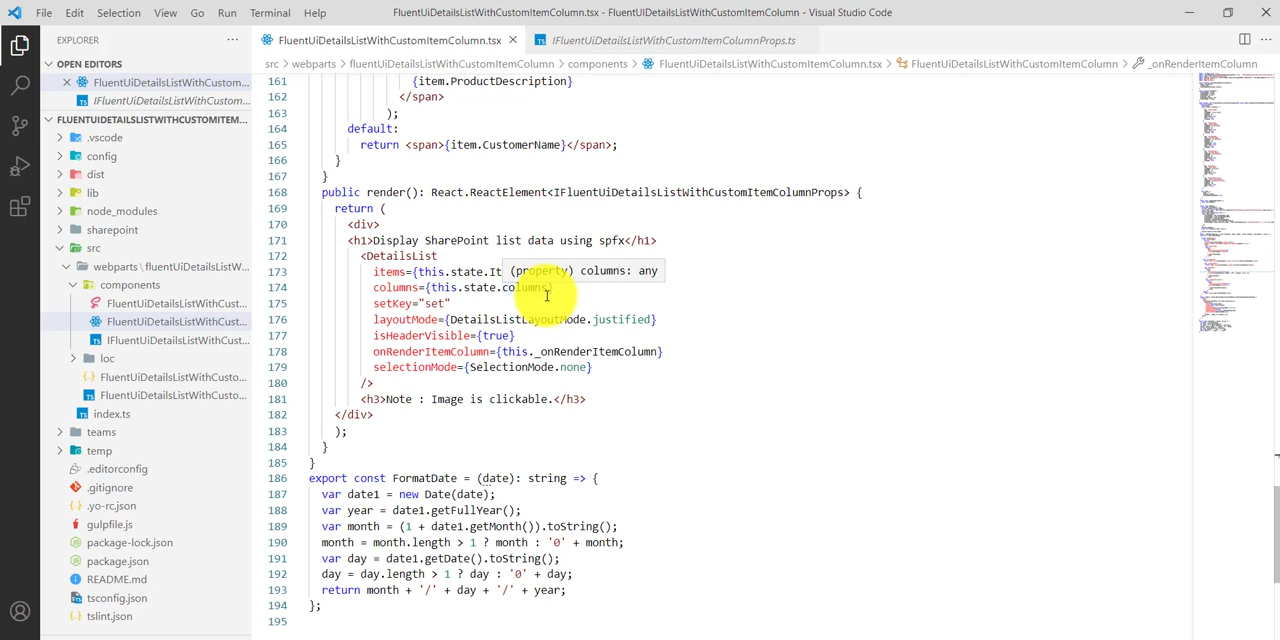 File Edit Selection View Go Run Terminal Help FluentUiDetailsListWithCustomItemColumn.tsx - FluentUIDetailsListWithCustomItemColumn - Visual Studio Code
EXPLORER ···
FluentUiDetailsListWithCustomItemColumn.tsx
TS IFluentUiDetailsListWithCustomItemColumnProps.ts
src > webparts > fluentUiDetailsListWithCustomItemColumn > components > FluentUiDetailsListWithCustomItemColumn.tsx > FluentUiDetailsListWithCustomItemColumn > _onRenderItemColumn
OPEN EDITORS
FluentUiDetailsListWithCustom...
TS IFluentUiDetailsListWithCustom...
FLUENTUIDETAILSLISTWITHCUSTOMITEM...
.vscode
config
dist
lib
node_modules
sharepoint
src
webparts \ fluentUiDetailsListW...
components
FluentUiDetailsListWithCust...
FluentUiDetailsListWithCust...
TS IFluentUiDetailsListWithCust...
loc
{ } FluentUiDetailsListWithCusto...
TS FluentUiDetailsListWithCusto...
TS index.ts
teams
temp
.editorconfig
.gitignore
{ } .yo-rc.json
gulpfile.js
package-lock.json
package.json
README.md
tsconfig.json
{ } tslint.json
161 {item.ProductDescription}
162 </span>
163 );
164 default:
165 return <span>{item.CustomerName}</span>;
166 }
167 }
168 public render(): React.ReactElement<IFluentUiDetailsListWithCustomItemColumnProps> {
169 return (
170 <div>
171 <h1>Display SharePoint list data using spfx</h1>
172 <DetailsList
173 items={this.state.It
(property) columns: any
174 columns={this.state.columns}
175 setKey="set"
176 layoutMode={DetailsListLayoutMode.justified}
177 isHeaderVisible={true}
178 onRenderItemColumn={this._onRenderItemColumn}
179 selectionMode={SelectionMode.none}
180 />
181 <h3>Note : Image is clickable.</h3>
182 </div>
183 );
184 }
185 }
186 export const FormatDate = (date): string => {
187 var date1 = new Date(date);
188 var year = date1.getFullYear();
189 var month = (1 + date1.getMonth()).toString();
190 month = month.length > 1 ? month : '0' + month;
191 var day = date1.getDate().toString();
192 day = day.length > 1 ? day : '0' + day;
193 return month + '/' + day + '/' + year;
194 };
195